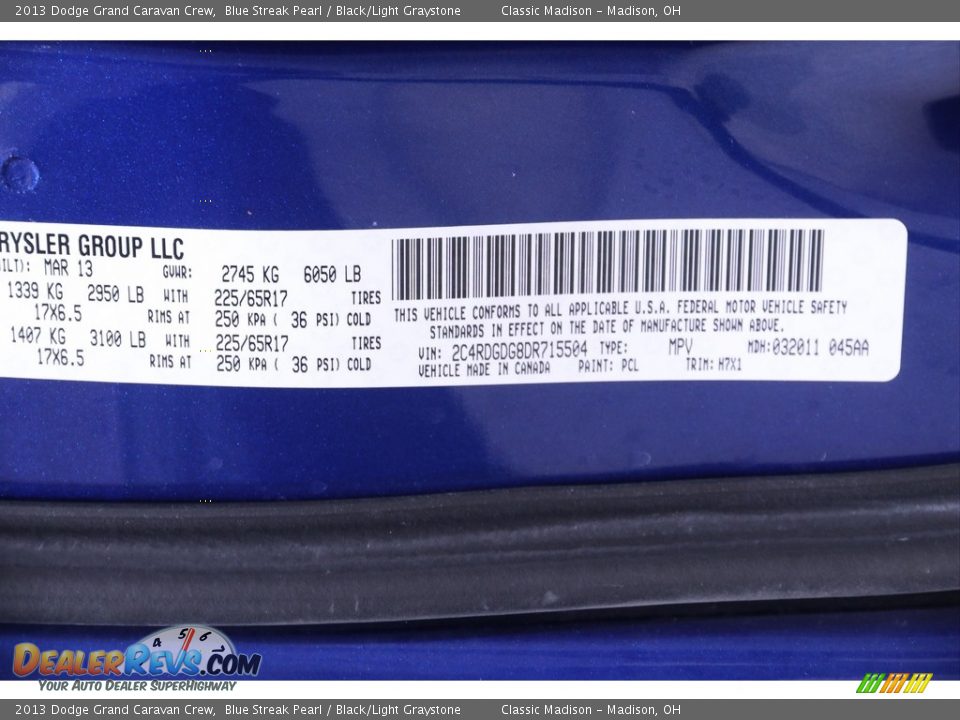 2013 Dodge Grand Caravan Crew, Blue Streak Pearl / Black/Light Graystone Classic Madison - Madison, OH
RYSLER GROUP LLC
ILT): MAR 13 GVWR: 2745 KG 6050 LB
1339 KG 2950 LB WITH 225/65R17 TIRES
17X6.5 RIMS AT 250 KPA ( 36 PSI) COLD
1407 KG 3100 LB WITH 225/65R17 TIRES
17X6.5 RIMS AT 250 KPA ( 36 PSI) COLD
THIS VEHICLE CONFORMS TO ALL APPLICABLE U.S.A. FEDERAL MOTOR VEHICLE SAFETY
STANDARDS IN EFFECT ON THE DATE OF MANUFACTURE SHOWN ABOVE.
VIN: 2C4RDGDG8DR715504 TYPE: MPV MDH:032011 045AA
VEHICLE MADE IN CANADA PAINT: PCL TRIM: H7X1
4 5 6
DEALERREVS.COM
YOUR AUTO DEALER SUPERHIGHWAY
2013 Dodge Grand Caravan Crew, Blue Streak Pearl / Black/Light Graystone Classic Madison - Madison, OH